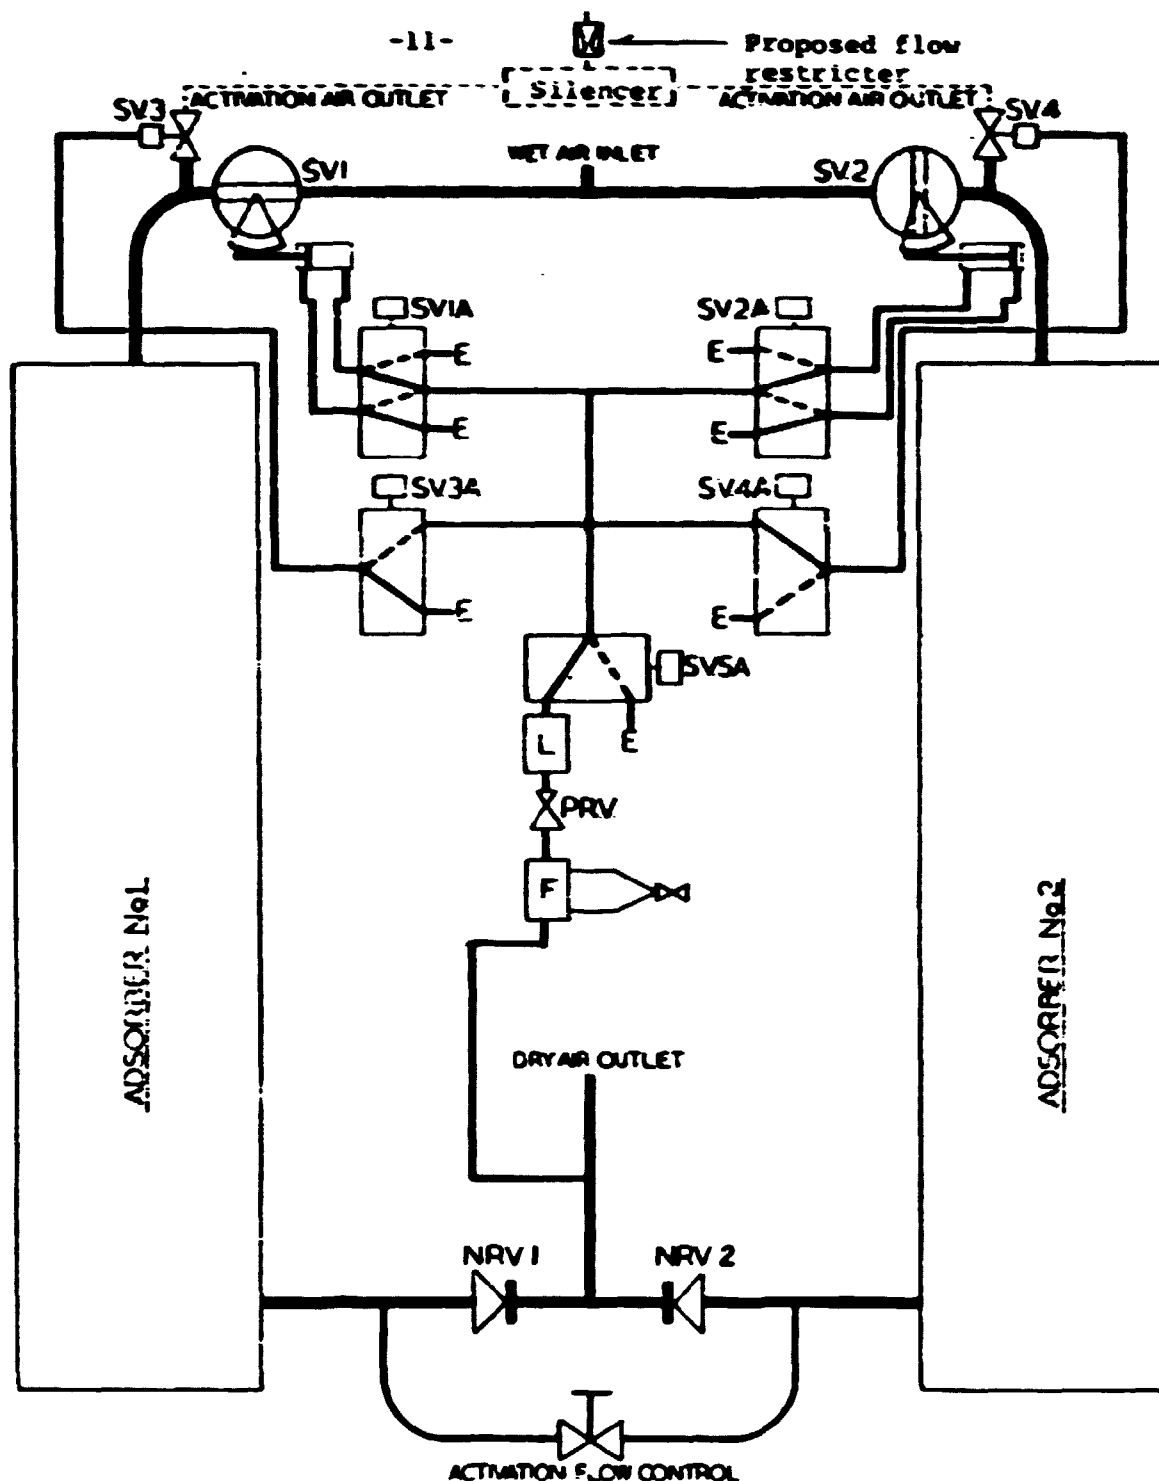 -11-
Proposed flow
restricter
Silencer
ACTIVATION AIR OUTLET
ACTIVATION AIR OUTLET
SV3
SV4
WET AIR INLET
SV1
SV2
SV1A
SV2A
E
E
E
E
SV3A
SV4A
E
E
SV5A
L
E
PRV
F
ADSORBER No1
ADSORBER No2
DRY AIR OUTLET
NRV 1
NRV 2
ACTIVATION FLOW CONTROL